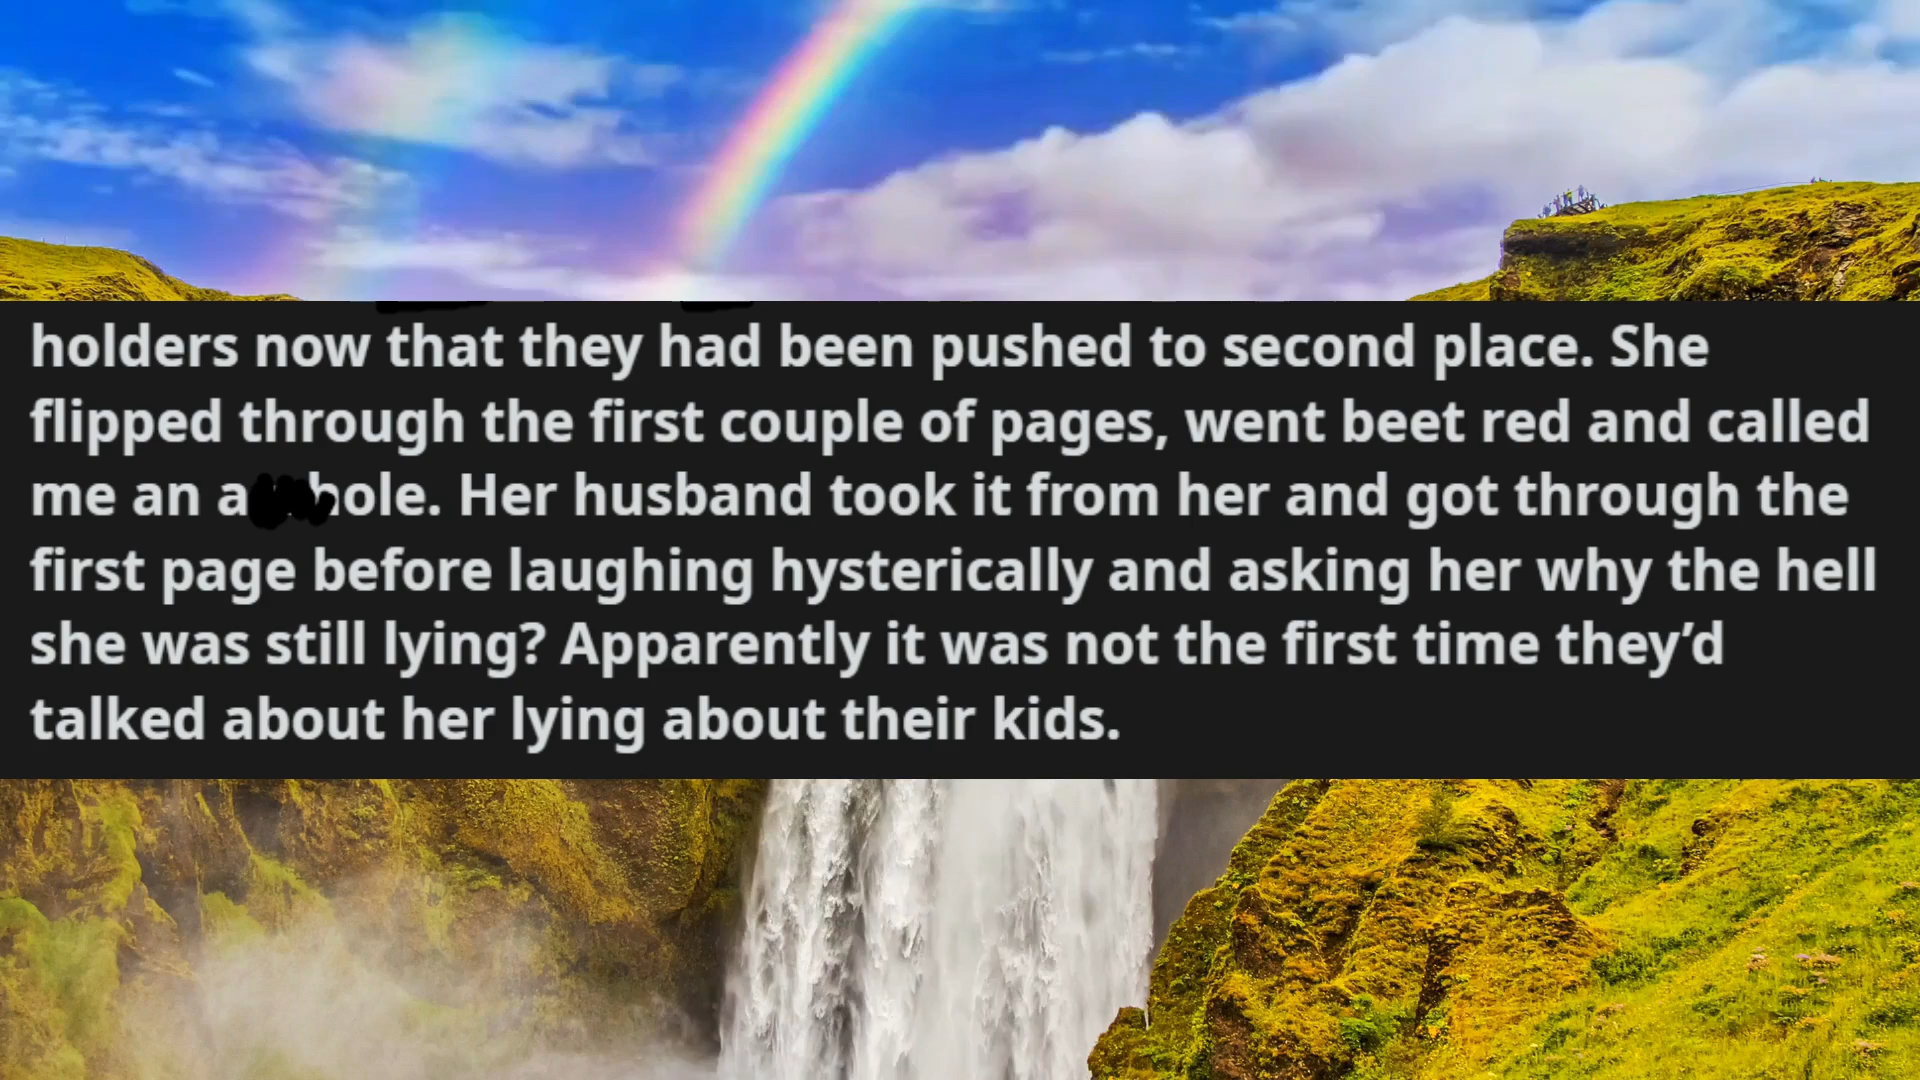 holders now that they had been pushed to second place. She
flipped through the first couple of pages, went beet red and called
me an a hole. Her husband took it from her and got through the
first page before laughing hysterically and asking her why the hell
she was still lying? Apparently it was not the first time they’d
talked about her lying about their kids.